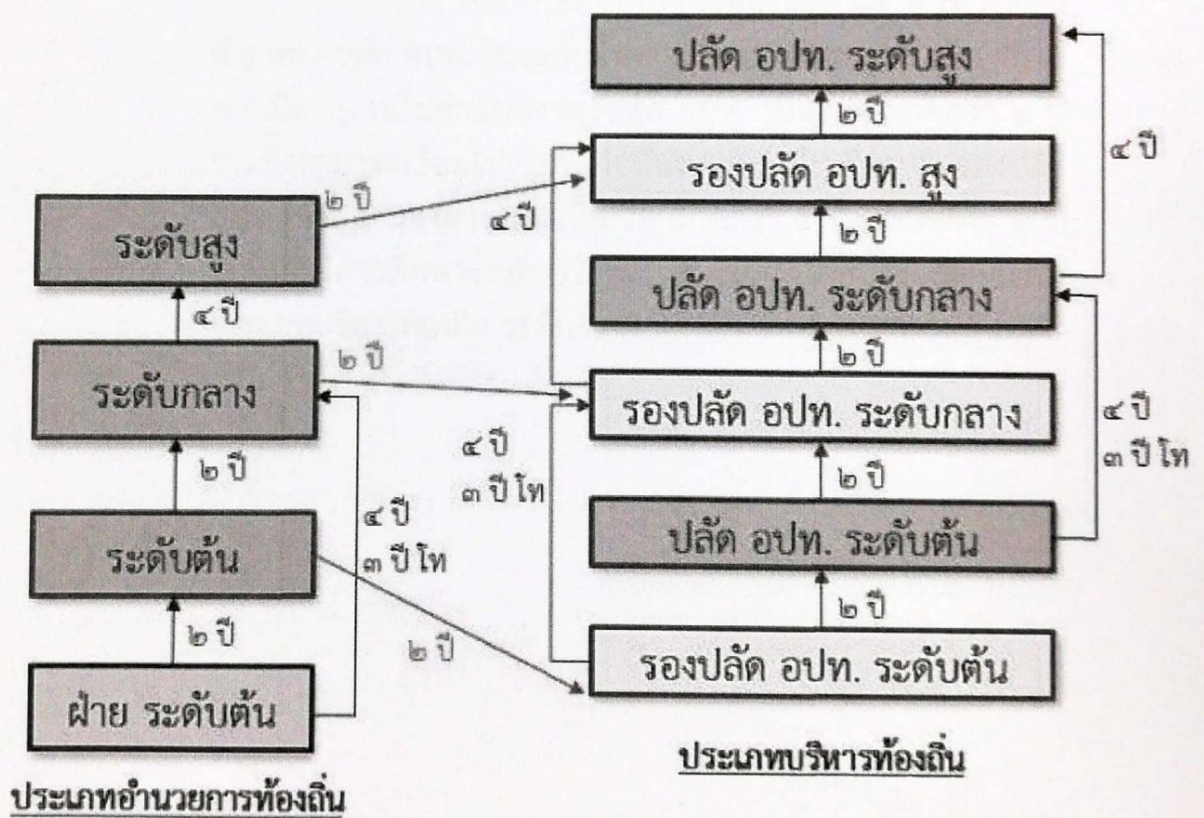 ปลัด อปท. ระดับสูง
๒ ปี
๔ ปี
รองปลัด อปท. สูง
๒ ปี
๔ ปี
ระดับสูง
๒ ปี
ปลัด อปท. ระดับกลาง
๔ ปี
๒ ปี
๒ ปี
ระดับกลาง
รองปลัด อปท. ระดับกลาง
๔ ปี
๓ ปี โท
๔ ปี
๓ ปี โท
๒ ปี
๒ ปี
๔ ปี
๓ ปี โท
ระดับต้น
ปลัด อปท. ระดับต้น
๒ ปี
๒ ปี
๒ ปี
รองปลัด อปท. ระดับต้น
ฝ่าย ระดับต้น
ประเภทบริหารท้องถิ่น
ประเภทอำนวยการท้องถิ่น